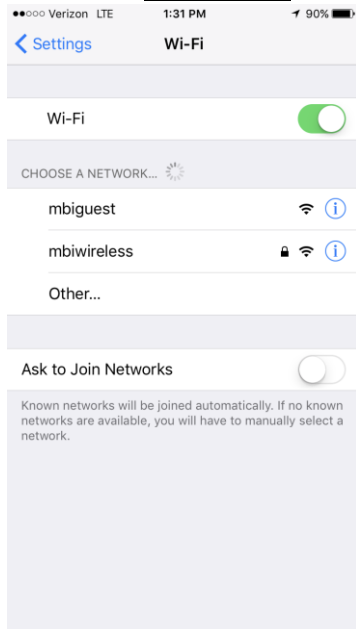 Verizon LTE 1:31 PM 90%
Settings Wi-Fi
Wi-Fi
CHOOSE A NETWORK...
mbiguest
mbiwireless
Other...
Ask to Join Networks
Known networks will be joined automatically. If no known
networks are available, you will have to manually select a
network.